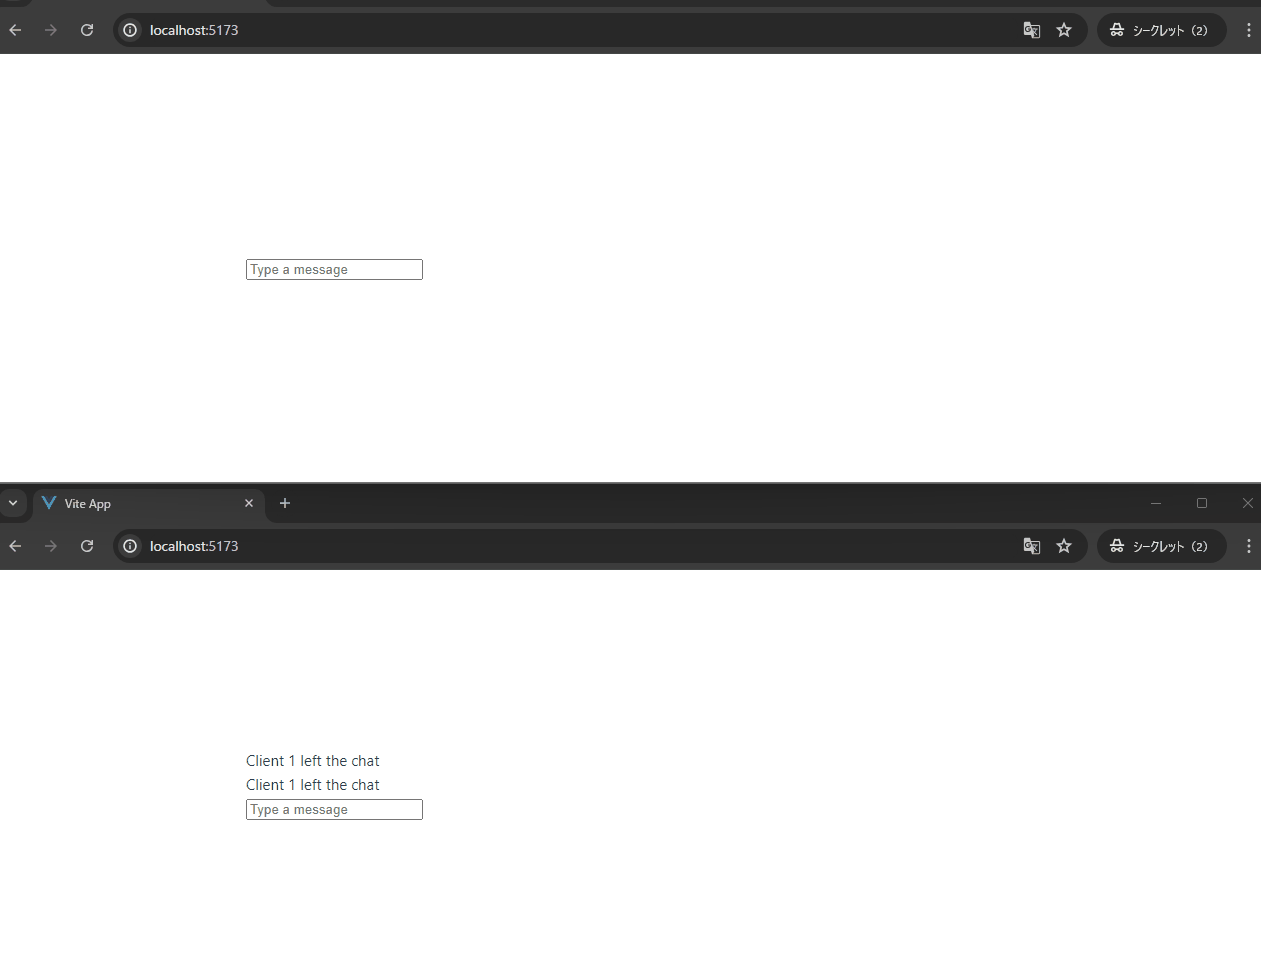 localhost:5173
シークレット（2）
Type a message
Vite App
localhost:5173
シークレット（2）
Client 1 left the chat
Client 1 left the chat
Type a message